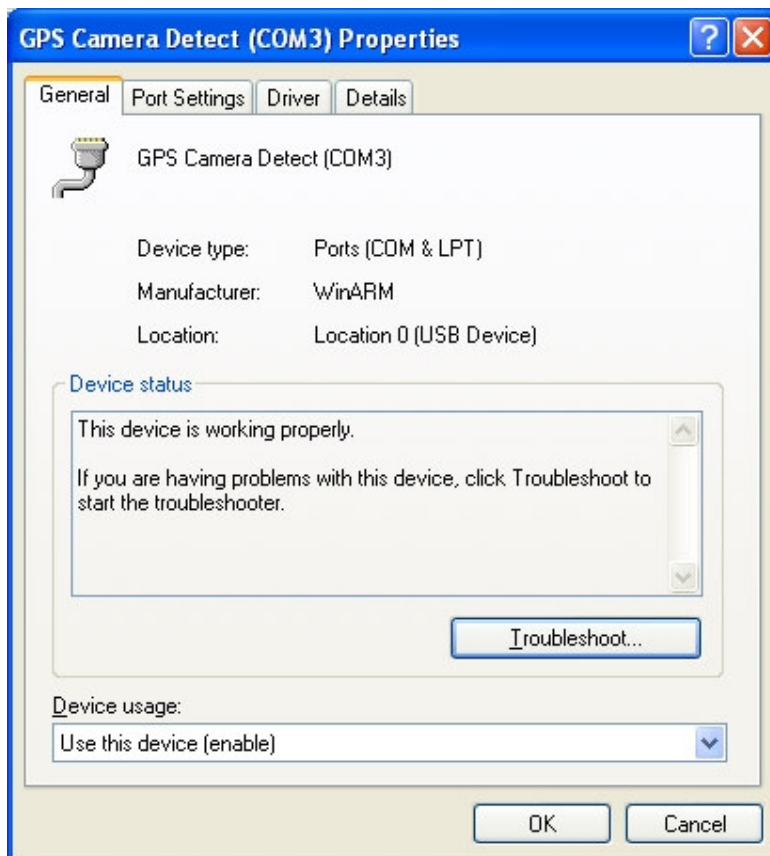 GPS Camera Detect (COM3) Properties
General Port Settings Driver Details
GPS Camera Detect (COM3)
Device type: Ports (COM & LPT)
Manufacturer: WinARM
Location: Location 0 (USB Device)
Device status
This device is working properly.
If you are having problems with this device, click Troubleshoot to
start the troubleshooter.
Troubleshoot...
Device usage:
Use this device (enable)
OK Cancel